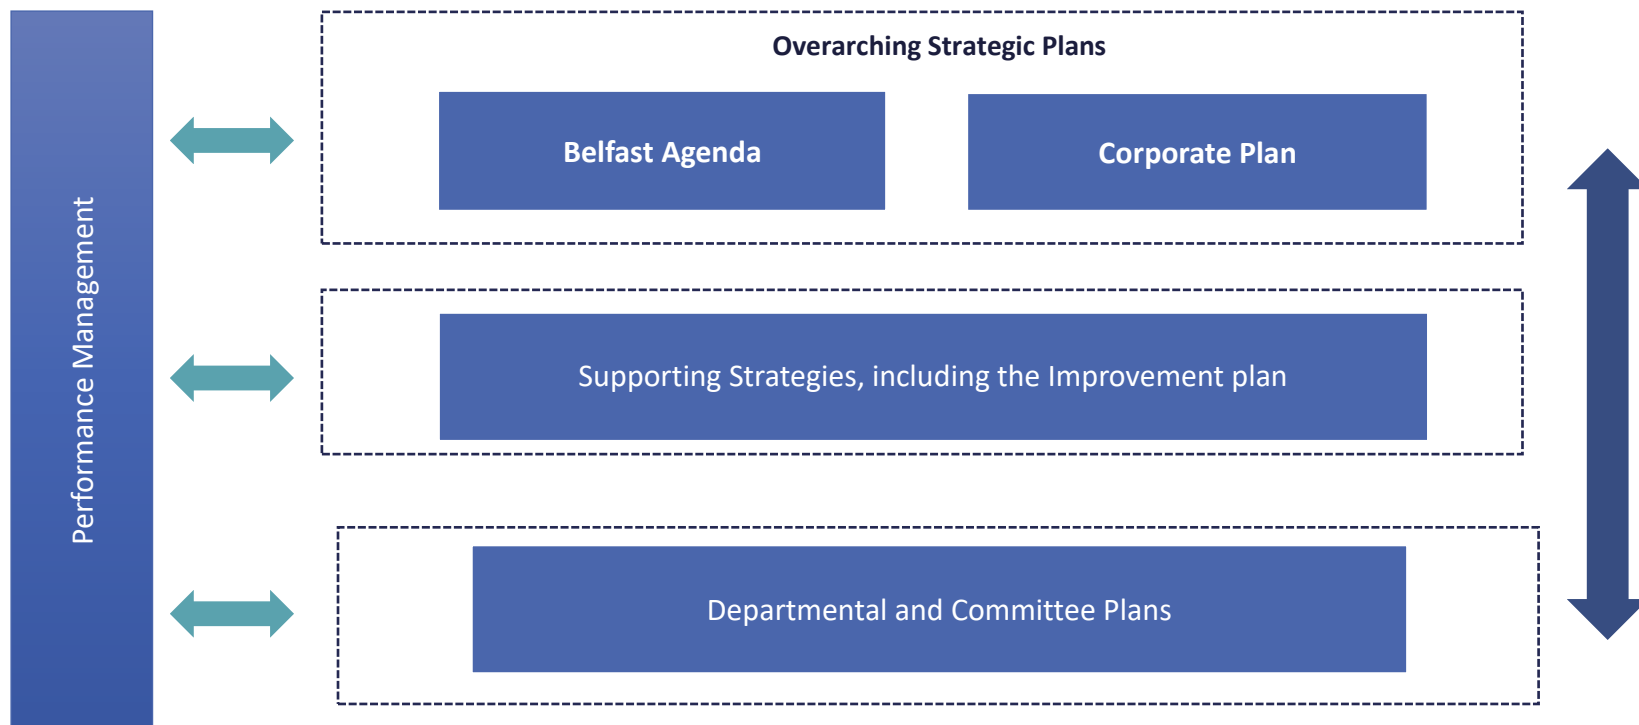 Performance Management
Overarching Strategic Plans
Belfast Agenda
Corporate Plan
Supporting Strategies, including the Improvement plan
Departmental and Committee Plans